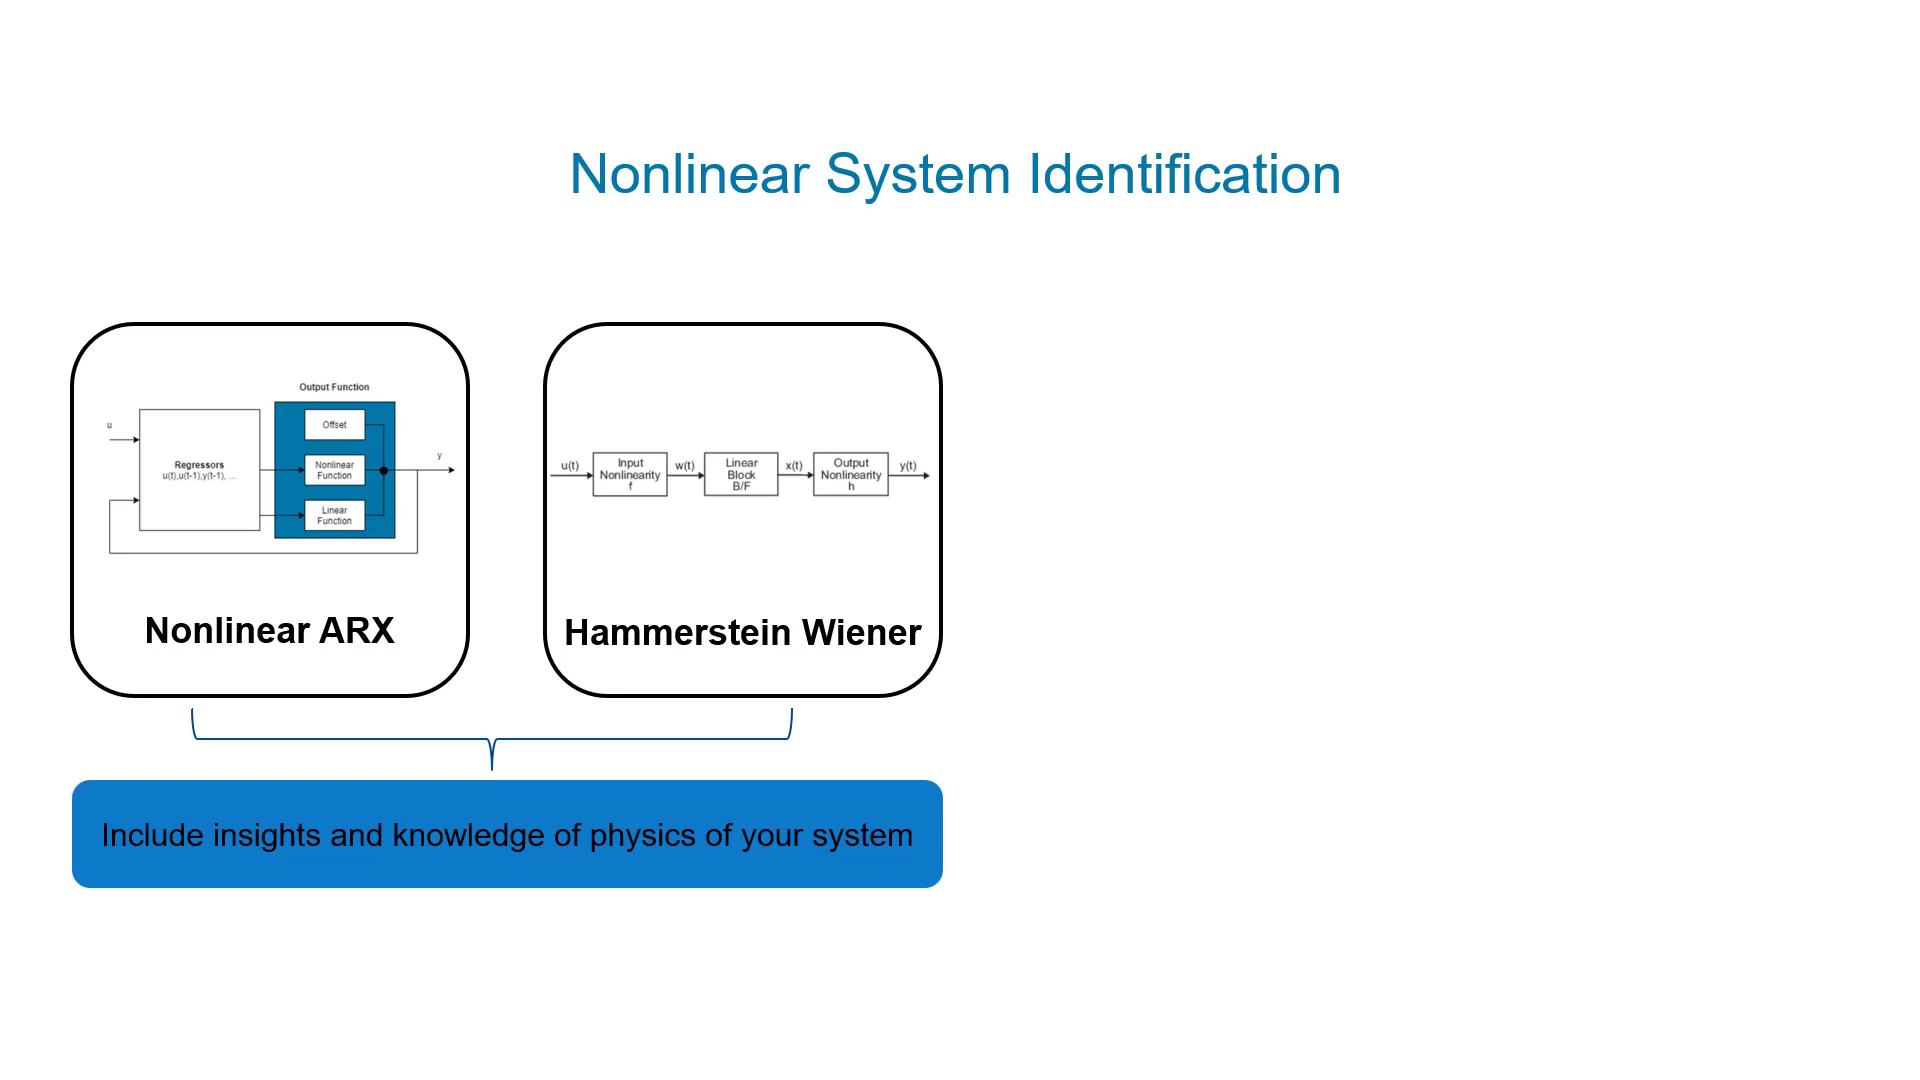 Nonlinear System Identification
Output Function
u
Regressors
u(t),u(t-1),y(t-1), ...
Offset
Nonlinear
Function
Linear
Function
y
Nonlinear ARX
u(t)
Input
Nonlinearity
f
w(t)
Linear
Block
B/F
x(t)
Output
Nonlinearity
h
y(t)
Hammerstein Wiener
Include insights and knowledge of physics of your system